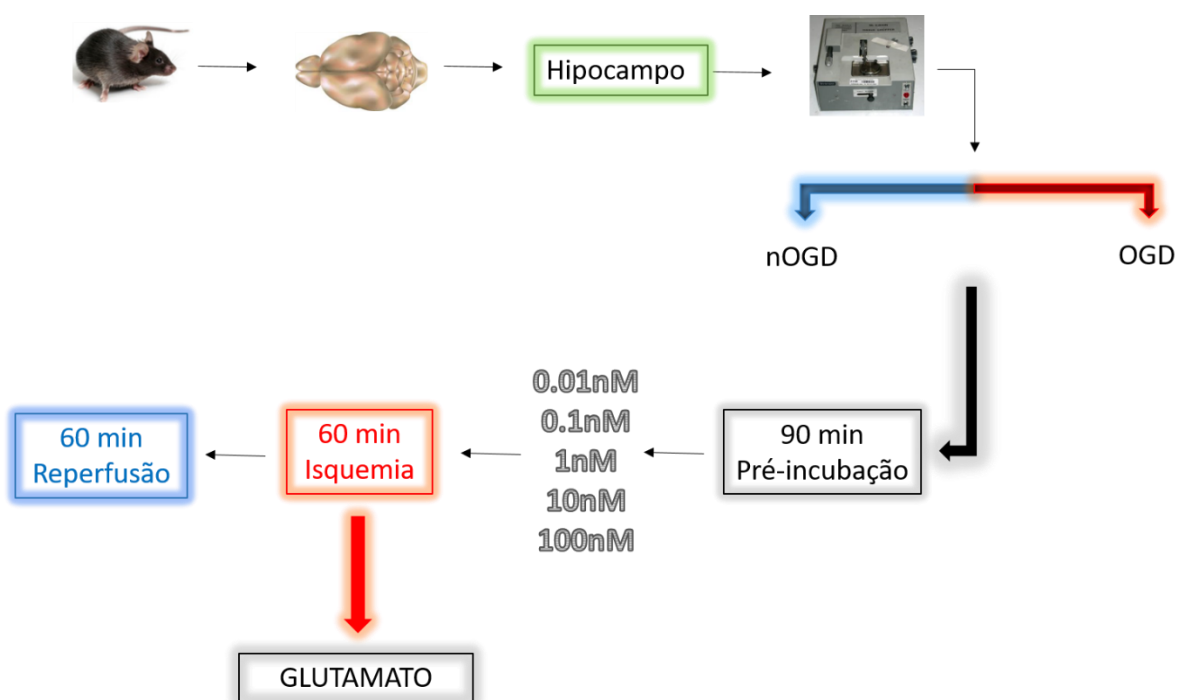 Hipocampo
nOGD
OGD
90 min
Pré-incubação
0.01nM
0.1nM
1nM
10nM
100nM
60 min
Isquemia
60 min
Reperfusão
GLUTAMATO